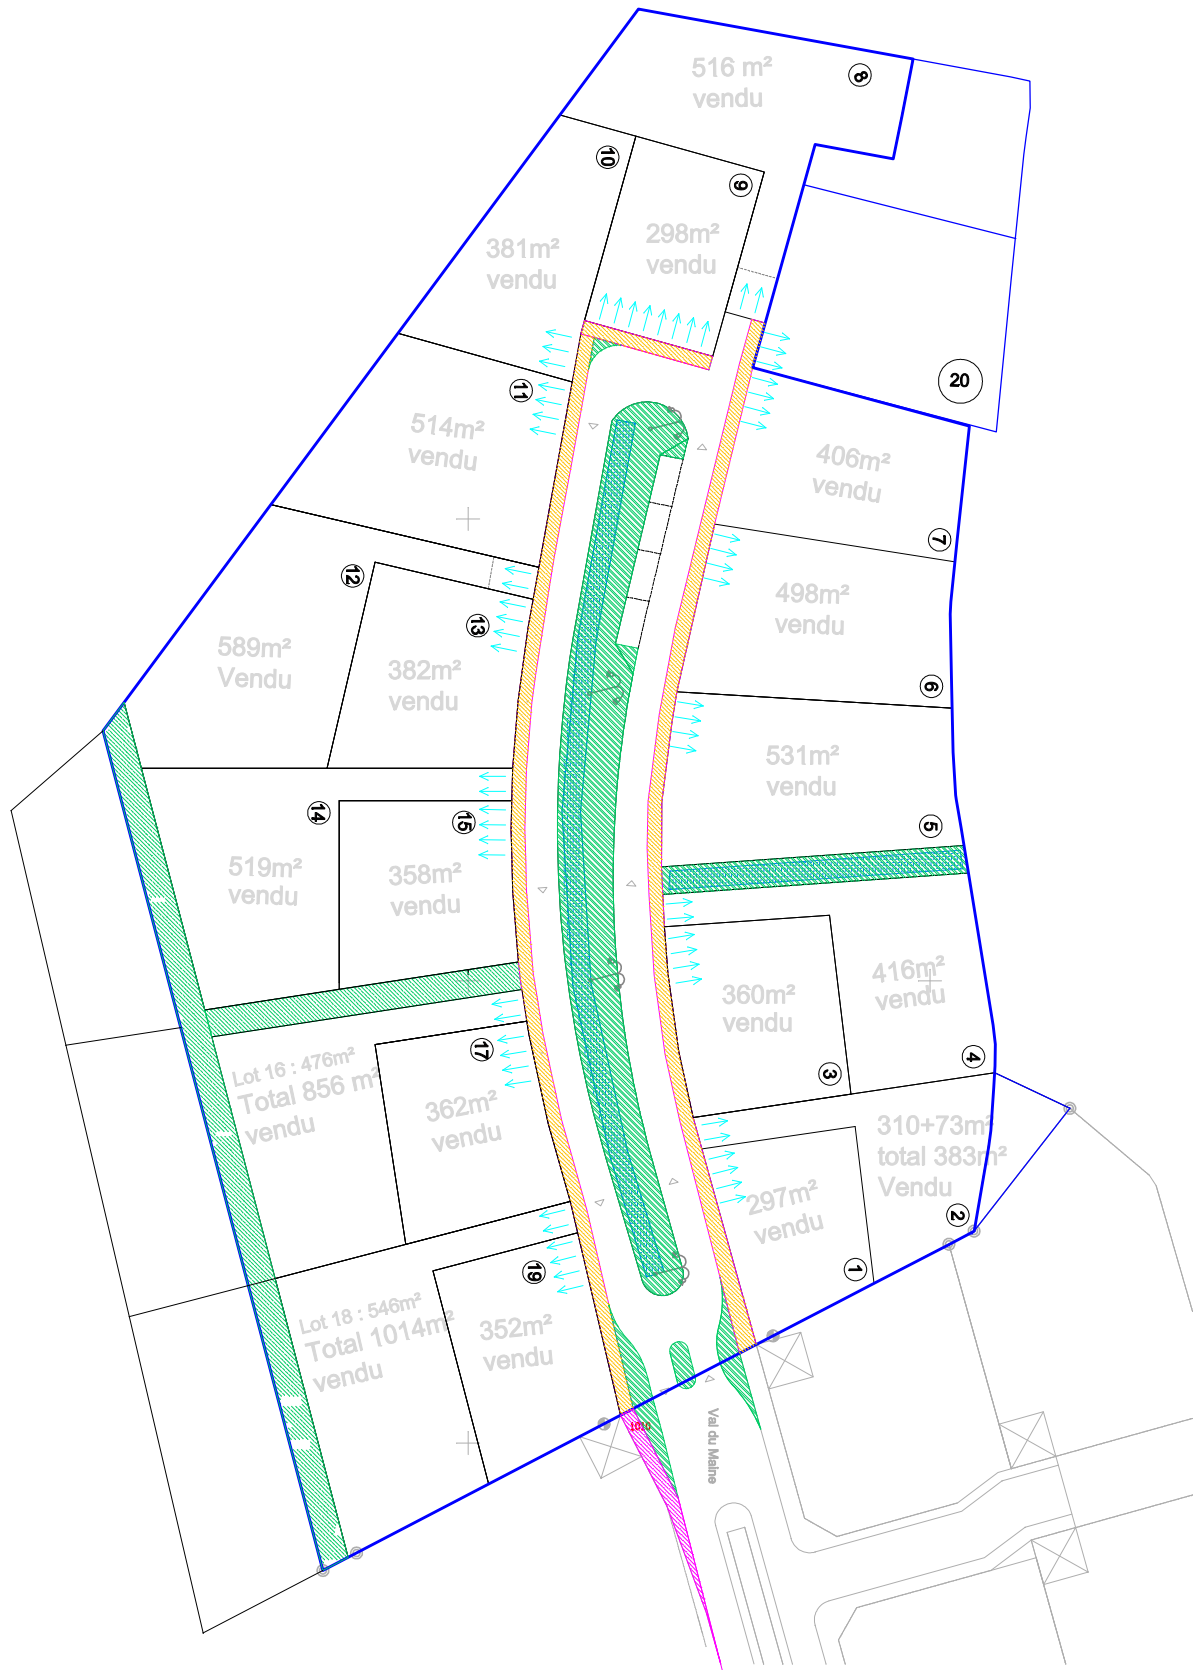 516 m²
vendu
8
10
9
298m²
vendu
381m²
vendu
20
11
514m²
vendu
406m²
vendu
7
12
13
498m²
vendu
589m²
Vendu
382m²
vendu
6
531m²
vendu
14
15
5
519m²
vendu
358m²
vendu
416m²
vendu
360m²
vendu
17
4
3
Lot 16 : 476m²
Total 856 m²
vendu
362m²
vendu
310+73m²
total 383m²
Vendu
297m²
vendu
2
1
19
Lot 18 : 546m²
Total 1014m²
vendu
352m²
vendu
1010
Val du Maine